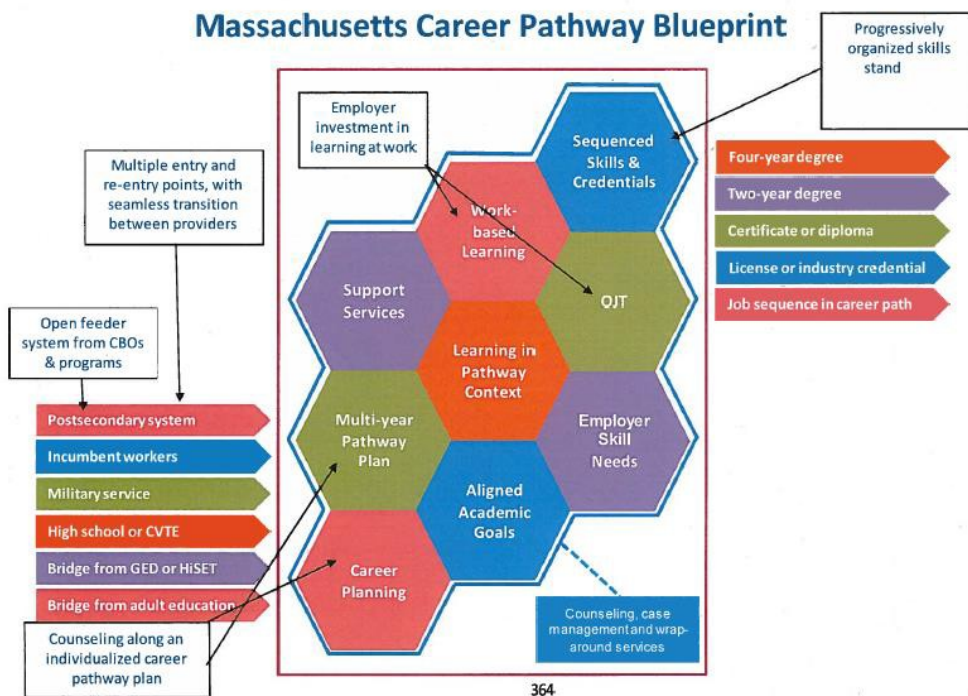 Massachusetts Career Pathway Blueprint
Progressively
organized skills
stand
Employer
investment in
learning at work
Multiple entry and
re-entry points, with
seamless transition
between providers
Open feeder
system from CBOs
& programs
Sequenced
Skills &
Credentials
Work-
based
Learning
Support
Services
OJT
Learning in
Pathway
Context
Multi-year
Pathway
Plan
Employer
Skill
Needs
Aligned
Academic
Goals
Career
Planning
Four-year degree
Two-year degree
Certificate or diploma
License or industry credential
Job sequence in career path
Postsecondary system
Incumbent workers
Military service
High school or CVTE
Bridge from GED or HiSET
Bridge from adult education
Counseling along an
individualized career
pathway plan
Counseling, case
management and wrap-
around services
364